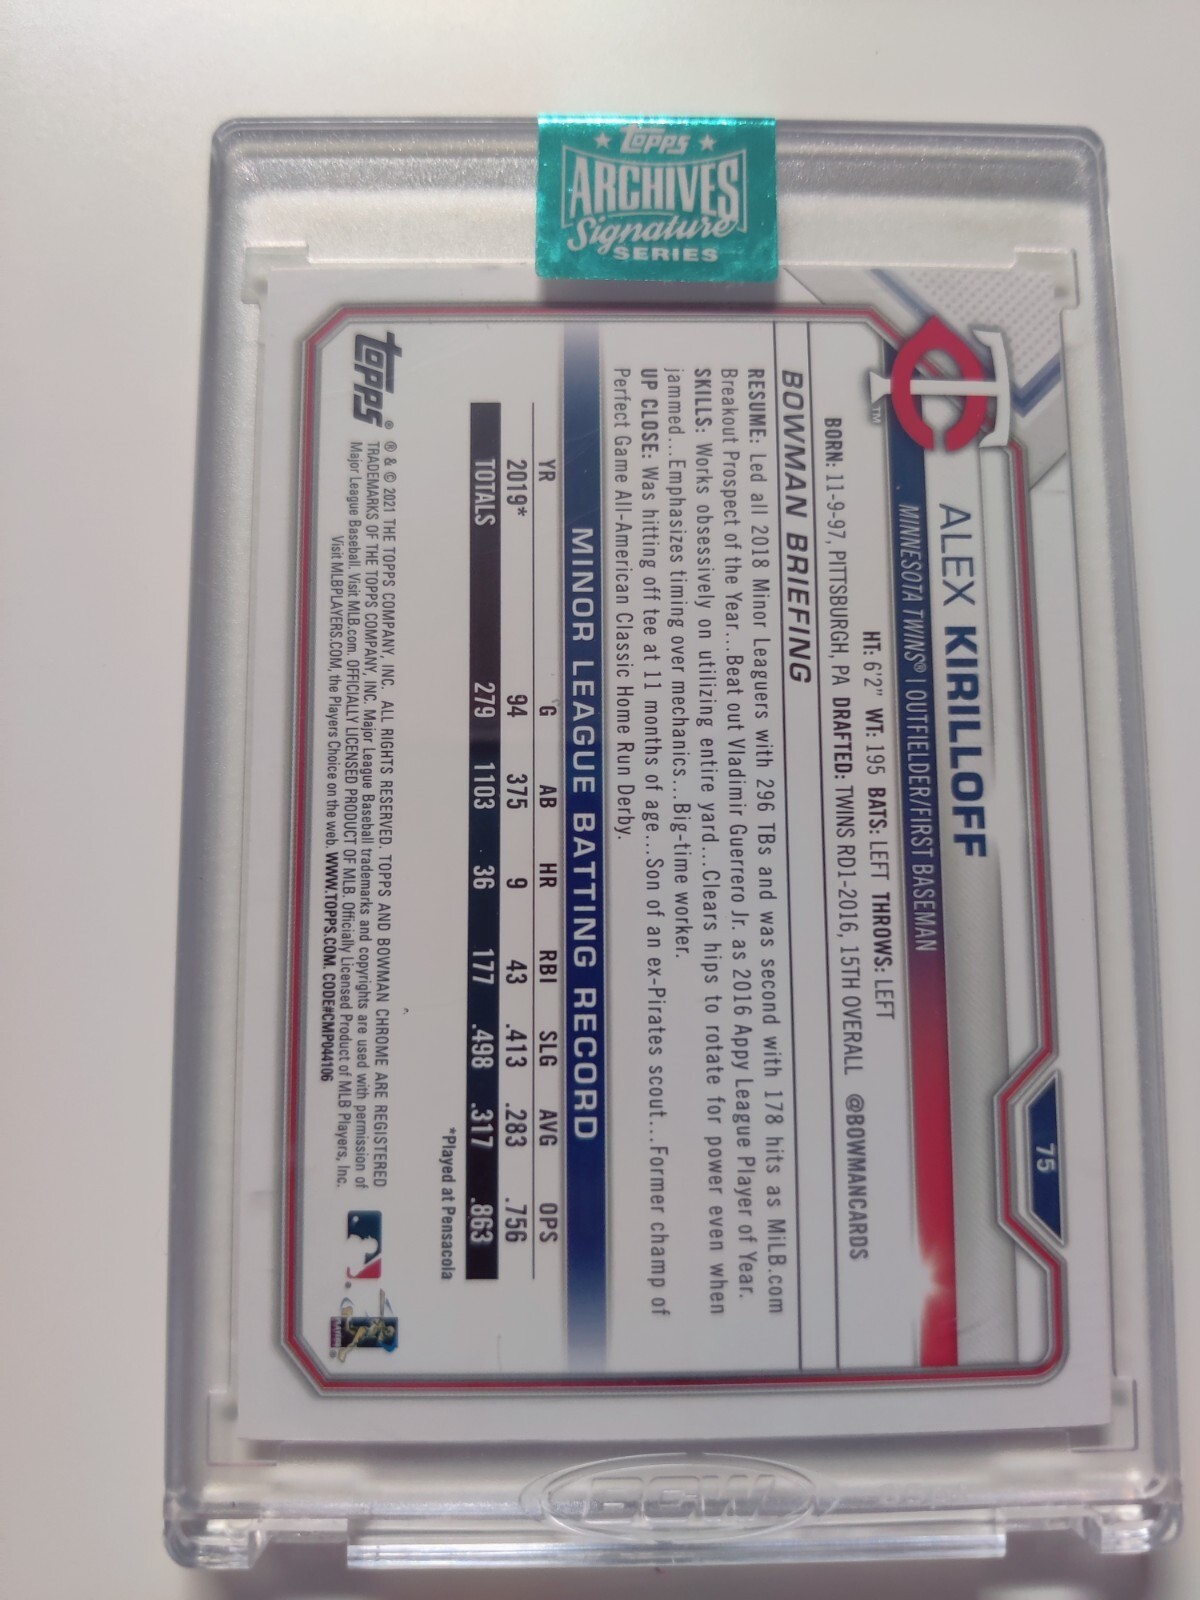 Topps
ARCHIVES
Signature
SERIES
75
ALEX KIRILLOFF
MINNESOTA TWINS® | OUTFIELDER/FIRST BASEMAN
TM
HT: 6'2" WT: 195 BATS: LEFT THROWS: LEFT
BORN: 11-9-97, PITTSBURGH, PA DRAFTED: TWINS RD1-2016, 15TH OVERALL @BOWMANCARDS
BOWMAN BRIEFING
RESUME: Led all 2018 Minor Leaguers with 296 TBs and was second with 178 hits as MiLB.com
Breakout Prospect of the Year...Beat out Vladimir Guerrero Jr. as 2016 Appy League Player of Year.
SKILLS: Works obsessively on utilizing entire yard...Clears hips to rotate for power even when
jammed...Emphasizes timing over mechanics...Big-time worker.
UP CLOSE: Was hitting off tee at 11 months of age...Son of an ex-Pirates scout...Former champ of
Perfect Game All-American Classic Home Run Derby.
MINOR LEAGUE BATTING RECORD
YR G AB HR RBI SLG AVG OPS
2019* 94 375 9 43 .413 .283 .756
TOTALS 279 1103 36 177 .498 .317 .863
*Played at Pensacola
Topps®
® & © 2021 THE TOPPS COMPANY, INC. ALL RIGHTS RESERVED. TOPPS AND BOWMAN CHROME ARE REGISTERED
TRADEMARKS OF THE TOPPS COMPANY, INC. Major League Baseball trademarks and copyrights are used with permission of
Major League Baseball. Visit MLB.com. OFFICIALLY LICENSED PRODUCT OF MLB. Officially Licensed Product of MLB Players, Inc.
Visit MLBPLAYERS.COM, the Players Choice on the web. WWW.TOPPS.COM. CODE#CMP044106
BCW